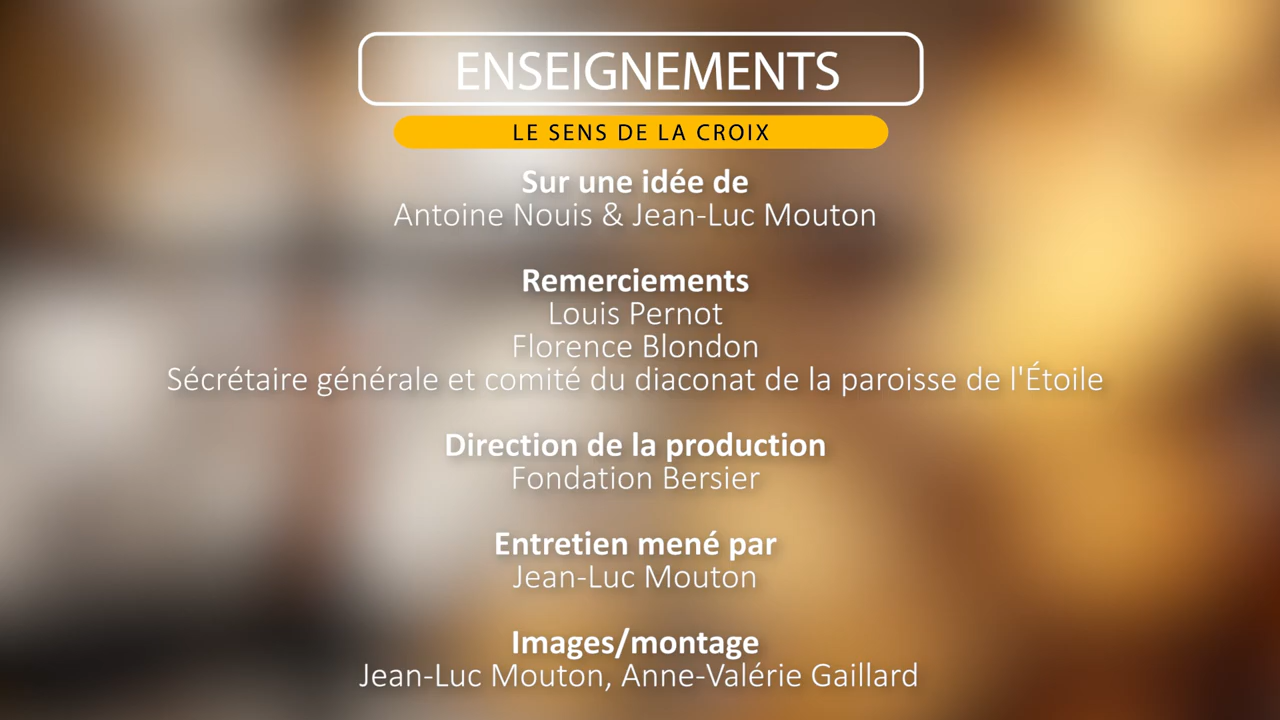 ENSEIGNEMENTS
LE SENS DE LA CROIX
Sur une idée de
Antoine Nouis & Jean-Luc Mouton
Remerciements
Louis Pernot
Florence Blondon
Sécrétaire générale et comité du diaconat de la paroisse de l'Étoile
Direction de la production
Fondation Bersier
Entretien mené par
Jean-Luc Mouton
Images/montage
Jean-Luc Mouton, Anne-Valérie Gaillard